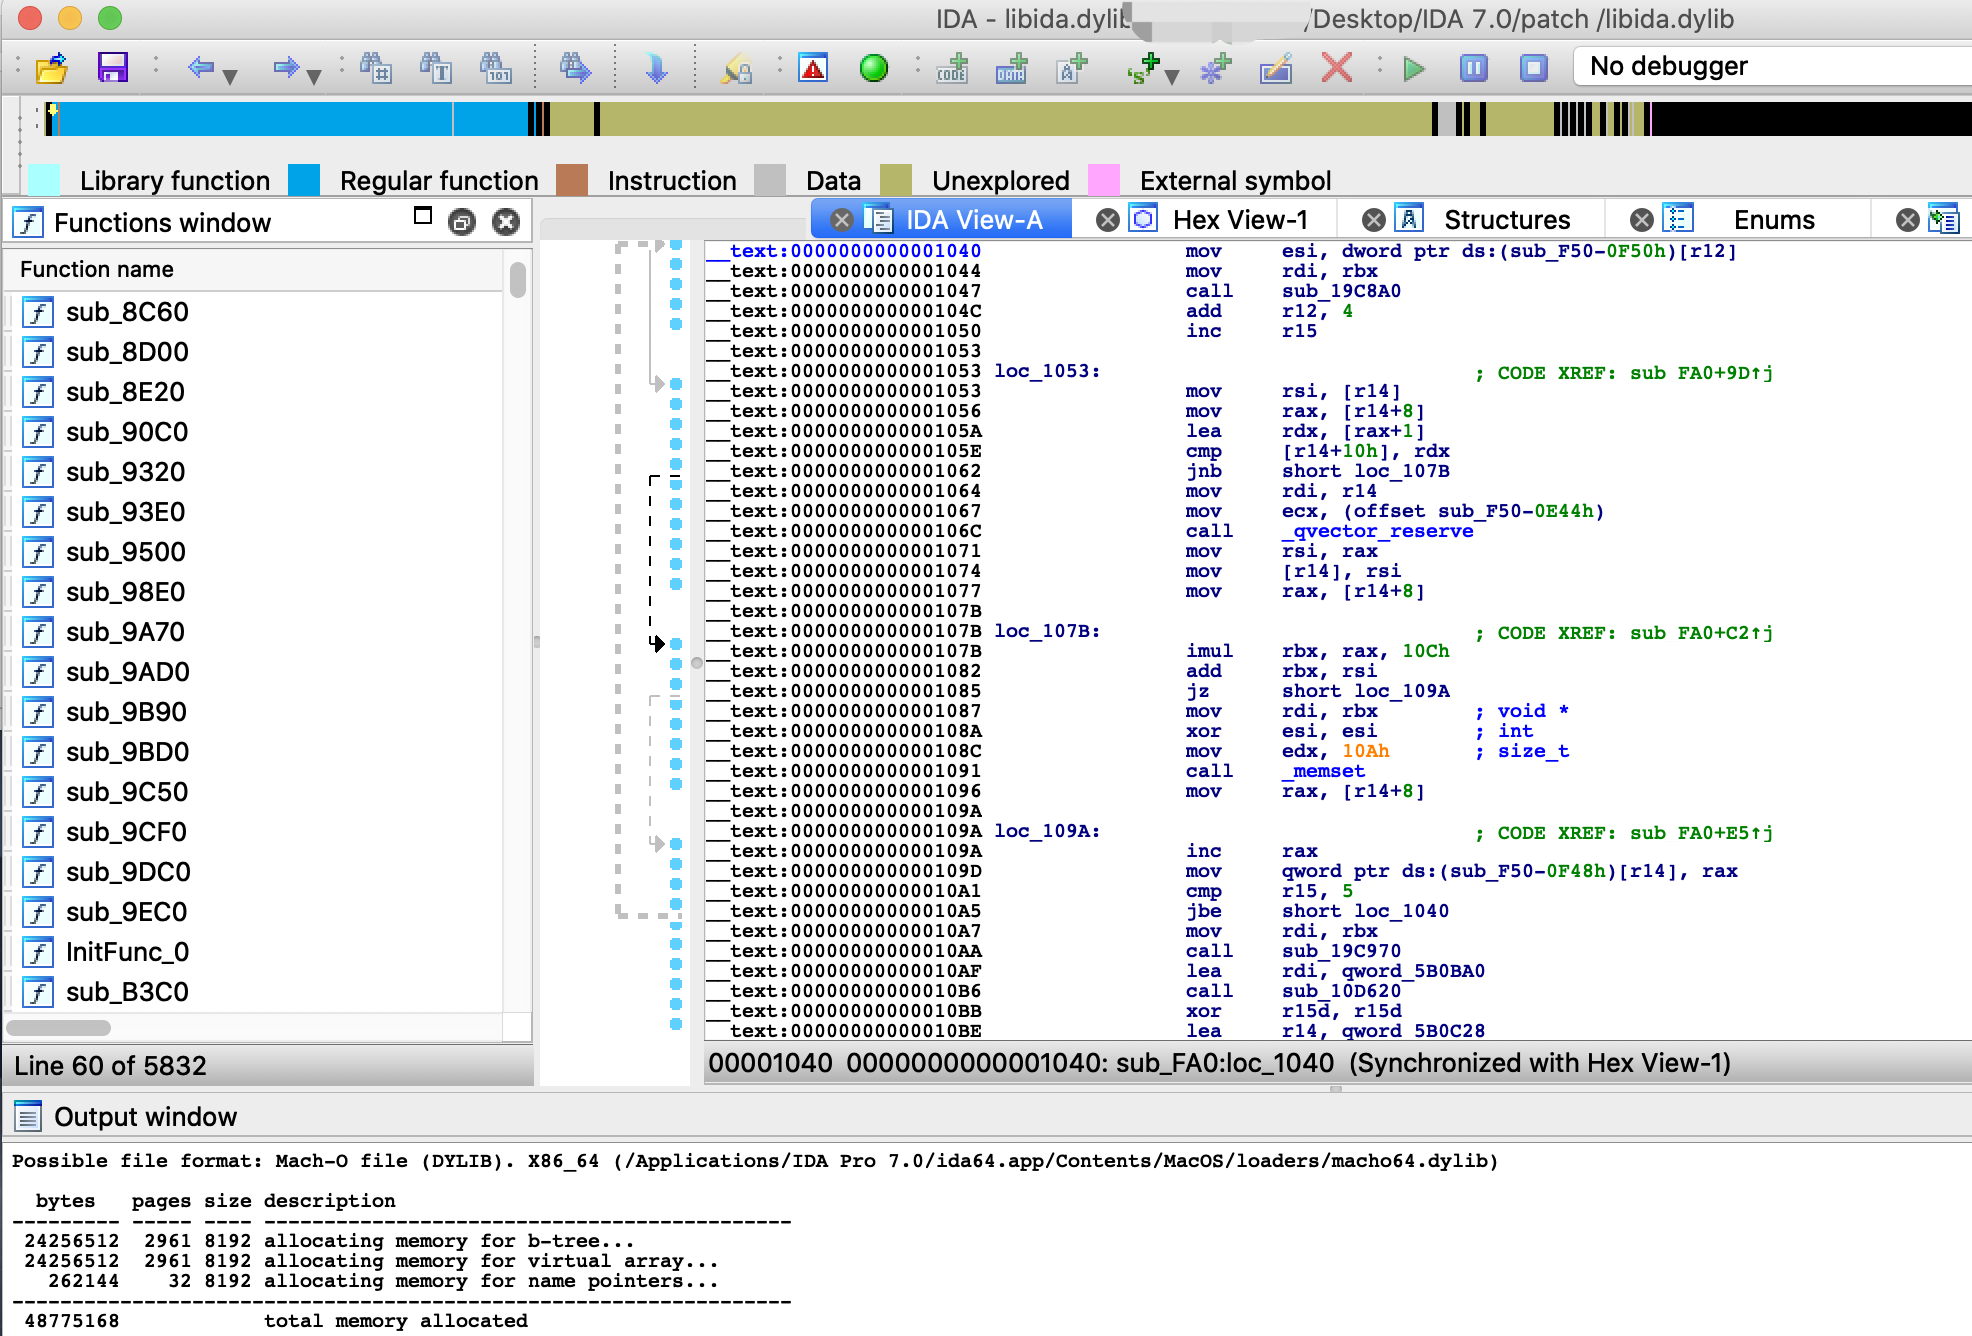 IDA - libida.dylib /Desktop/IDA 7.0/patch /libida.dylib
No debugger
Library function Regular function Instruction Data Unexplored External symbol
Functions window
Function name
sub_8C60
sub_8D00
sub_8E20
sub_90C0
sub_9320
sub_93E0
sub_9500
sub_98E0
sub_9A70
sub_9AD0
sub_9B90
sub_9BD0
sub_9C50
sub_9CF0
sub_9DC0
sub_9EC0
InitFunc_0
sub_B3C0
Line 60 of 5832
IDA View-A Hex View-1 Structures Enums
__text:0000000000001040 mov esi, dword ptr ds:(sub_F50-0F50h)[r12]
__text:0000000000001044 mov rdi, rbx
__text:0000000000001047 call sub_19C8A0
__text:000000000000104C add r12, 4
__text:0000000000001050 inc r15
__text:0000000000001053
__text:0000000000001053 loc_1053: ; CODE XREF: sub_FA0+9D↑j
__text:0000000000001053 mov rsi, [r14]
__text:0000000000001056 mov rax, [r14+8]
__text:000000000000105A lea rdx, [rax+1]
__text:000000000000105E cmp [r14+10h], rdx
__text:0000000000001062 jnb short loc_107B
__text:0000000000001064 mov rdi, r14
__text:0000000000001067 mov ecx, (offset sub_F50-0E44h)
__text:000000000000106C call _qvector_reserve
__text:0000000000001071 mov rsi, rax
__text:0000000000001074 mov [r14], rsi
__text:0000000000001077 mov rax, [r14+8]
__text:000000000000107B
__text:000000000000107B loc_107B: ; CODE XREF: sub_FA0+C2↑j
__text:000000000000107B imul rbx, rax, 10Ch
__text:0000000000001082 add rbx, rsi
__text:0000000000001085 jz short loc_109A
__text:0000000000001087 mov rdi, rbx ; void *
__text:000000000000108A xor esi, esi ; int
__text:000000000000108C mov edx, 10Ah ; size_t
__text:0000000000001091 call _memset
__text:0000000000001096 mov rax, [r14+8]
__text:000000000000109A
__text:000000000000109A loc_109A: ; CODE XREF: sub_FA0+E5↑j
__text:000000000000109A inc rax
__text:000000000000109D mov qword ptr ds:(sub_F50-0F48h)[r14], rax
__text:00000000000010A1 cmp r15, 5
__text:00000000000010A5 jbe short loc_1040
__text:00000000000010A7 mov rdi, rbx
__text:00000000000010AA call sub_19C970
__text:00000000000010AF lea rdi, qword_5B0BA0
__text:00000000000010B6 call sub_10D620
__text:00000000000010BB xor r15d, r15d
__text:00000000000010BE lea r14, qword_5B0C28
00001040 0000000000001040: sub_FA0:loc_1040 (Synchronized with Hex View-1)
Output window
Possible file format: Mach-O file (DYLIB). X86_64 (/Applications/IDA Pro 7.0/ida64.app/Contents/MacOS/loaders/macho64.dylib)
bytes pages size description
--------- ----- ---- --------------------------------------------
24256512 2961 8192 allocating memory for b-tree...
24256512 2961 8192 allocating memory for virtual array...
262144 32 8192 allocating memory for name pointers...
-----------------------------------------------------------------
48775168 total memory allocated